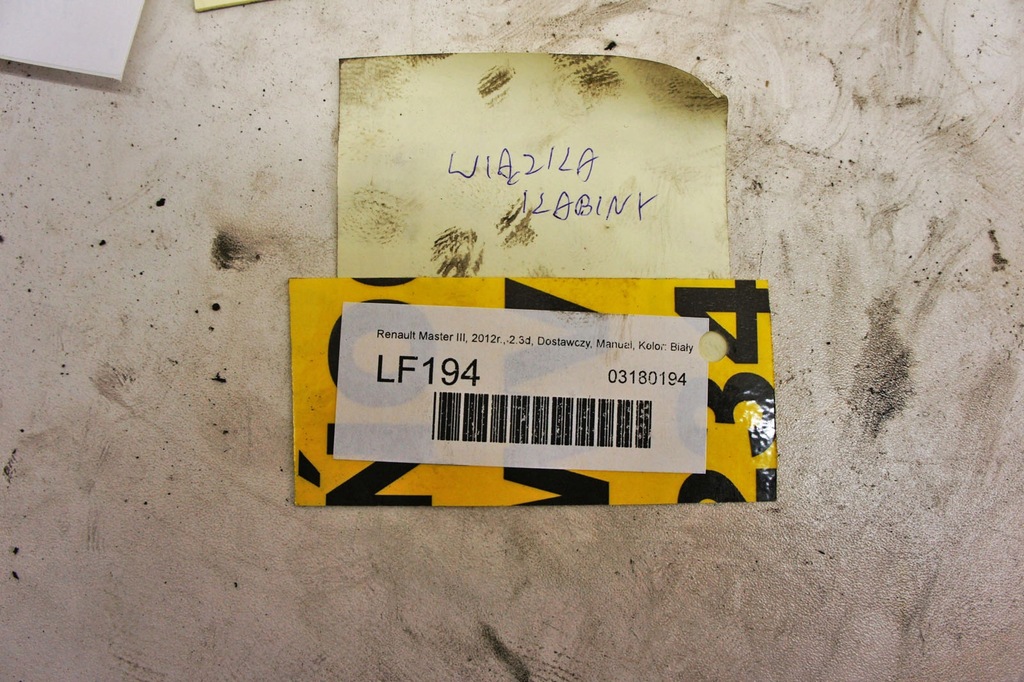 WIĄZKA
KABINY
Renault Master III, 2012r., 2.3d, Dostawczy, Manual, Kolor: Biały
LF194
03180194